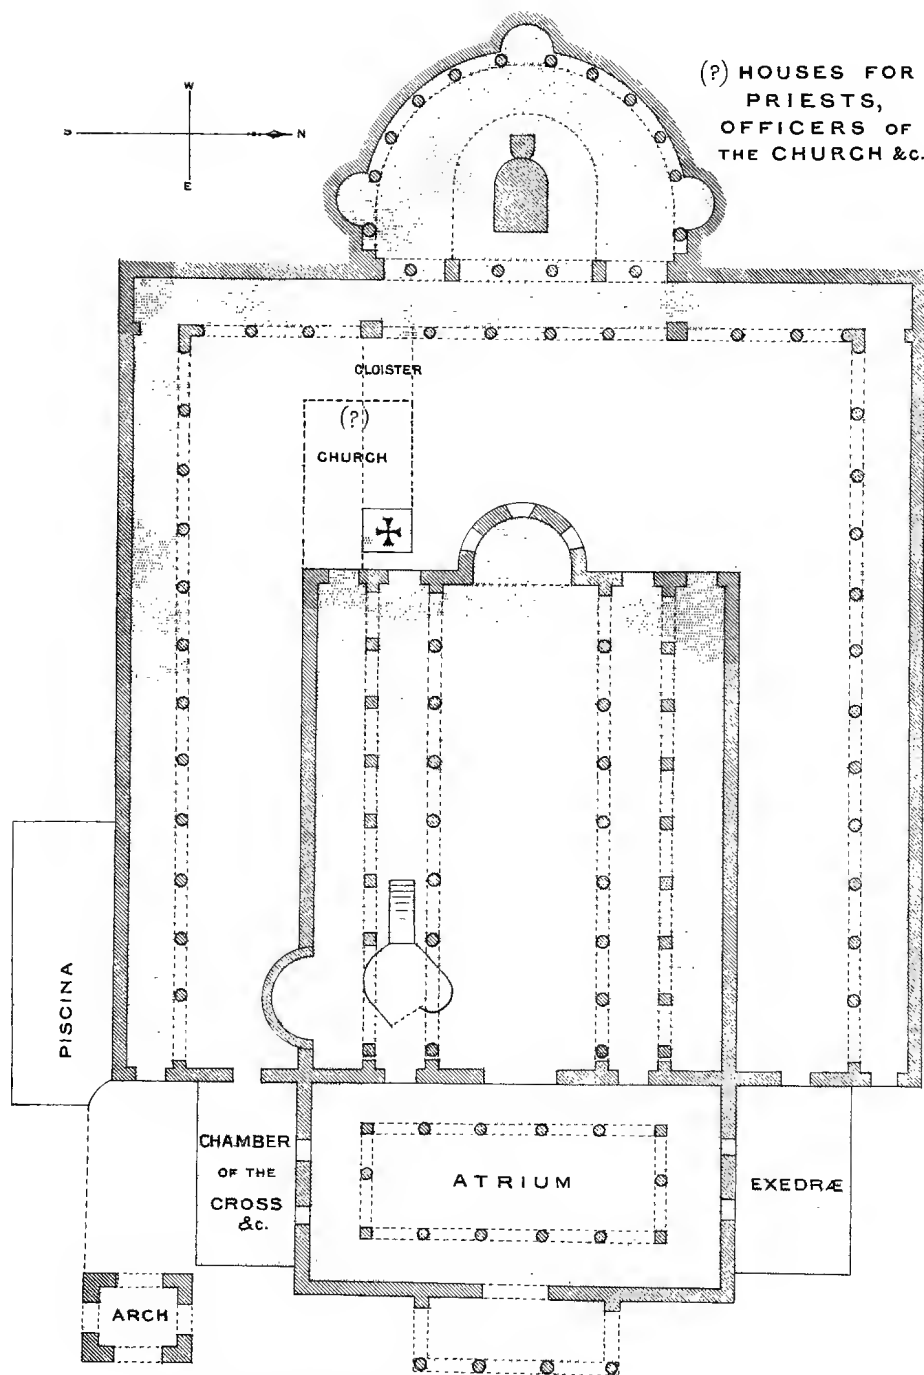 W
S N
E
(?) HOUSES FOR
PRIESTS,
OFFICERS OF
THE CHURCH &c.
CLOISTER
(?)
CHURCH
PISCINA
CHAMBER
OF THE
CROSS
&c.
ATRIUM
EXEDRÆ
ARCH